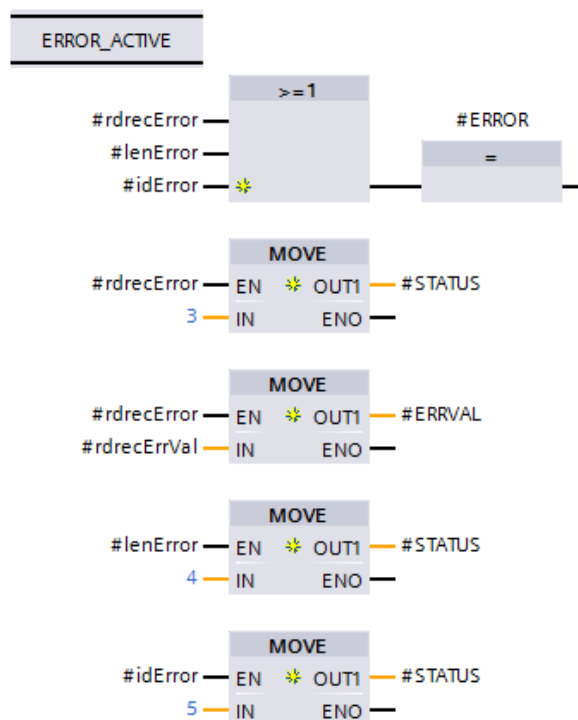 ERROR_ACTIVE
>=1
#rdrecError
#ERROR
#lenError
=
#idError
MOVE
#rdrecError EN OUT1 #STATUS
3 IN ENO
MOVE
#rdrecError EN OUT1 #ERRVAL
#rdrecErrVal IN ENO
MOVE
#lenError EN OUT1 #STATUS
4 IN ENO
MOVE
#idError EN OUT1 #STATUS
5 IN ENO